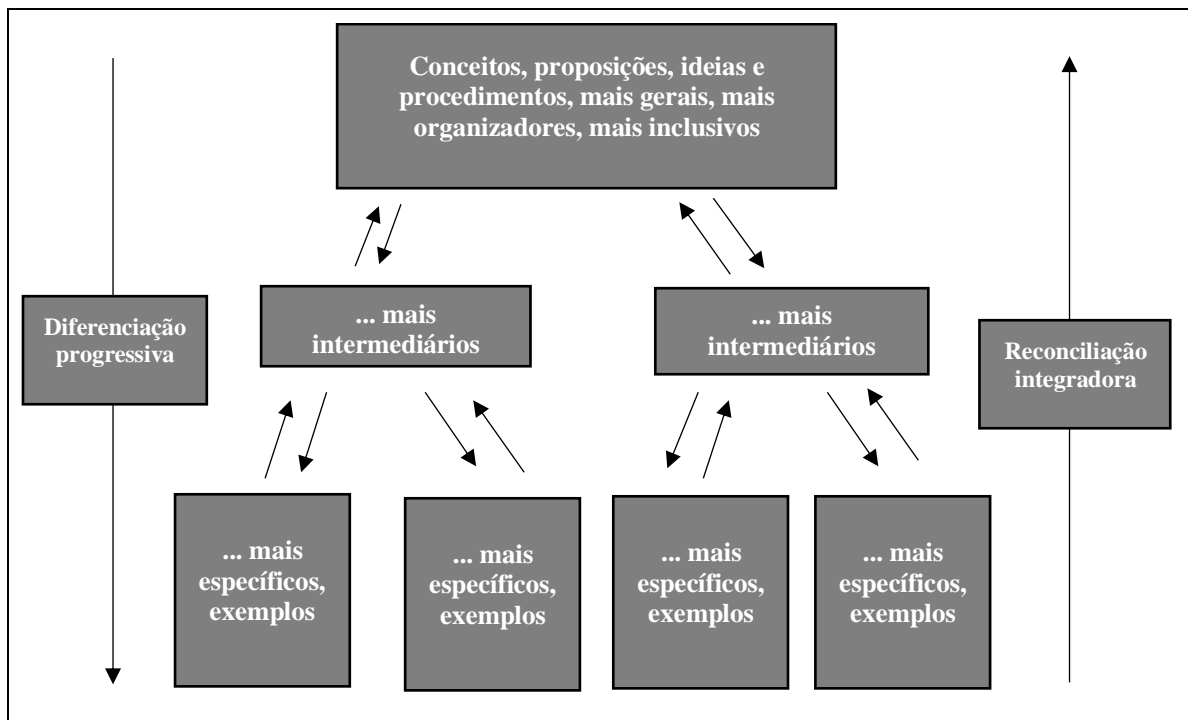 Conceitos, proposições, ideias e
procedimentos, mais gerais, mais
organizadores, mais inclusivos
Diferenciação
progressiva
... mais
intermediários
... mais
intermediários
Reconciliação
integradora
... mais
específicos,
exemplos
... mais
específicos,
exemplos
... mais
específicos,
exemplos
... mais
específicos,
exemplos